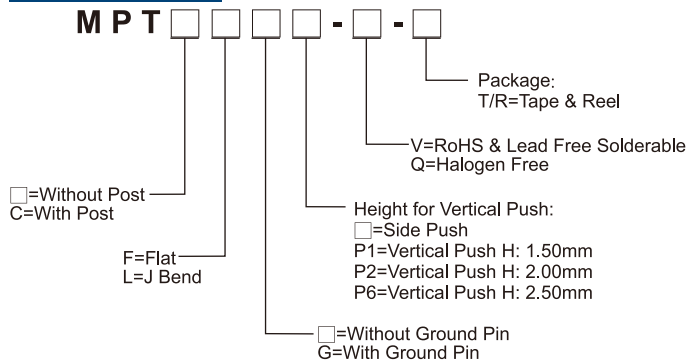 MPT□□□□-□-□
Package:
T/R=Tape & Reel
V=RoHS & Lead Free Solderable
Q=Halogen Free
□=Without Post
C=With Post
Height for Vertical Push:
□=Side Push
P1=Vertical Push H: 1.50mm
P2=Vertical Push H: 2.00mm
P6=Vertical Push H: 2.50mm
F=Flat
L=J Bend
□=Without Ground Pin
G=With Ground Pin